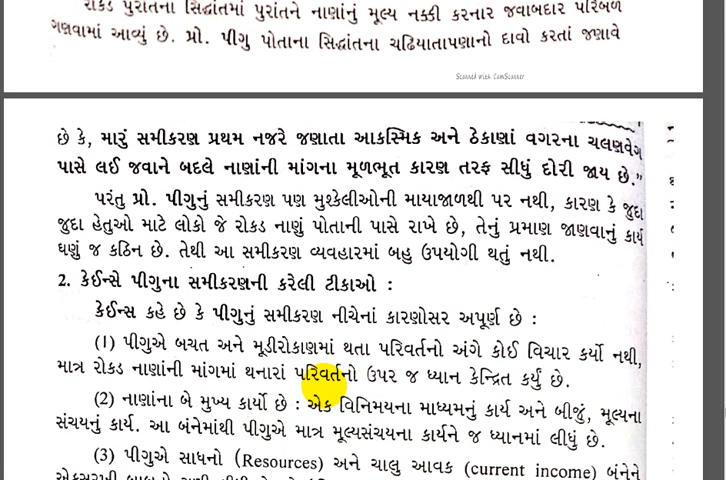 રોકડ પુરાંતના સિદ્ધાંતમાં પુરાંતને નાણાંનું મૂલ્ય નક્કી કરનાર જવાબદાર પરિબળ
ગણવામાં આવ્યું છે. પ્રો. પીગુ પોતાના સિદ્ધાંતના ચઢિયાતાપણાનો દાવો કરતાં જણાવે
Scanned with CamScanner
છે કે, મારું સમીકરણ પ્રથમ નજરે જણાતા આકસ્મિક અને ઠેકાણાં વગરના ચલણવેગ
પાસે લઈ જવાને બદલે નાણાંની માંગના મૂળભૂત કારણ તરફ સીધું દોરી જાય છે.”
પરંતુ પ્રો. પીગુનું સમીકરણ પણ મુશ્કેલીઓની માયાજાળથી પર નથી, કારણ કે જુદા
જુદા હેતુઓ માટે લોકો જે રોકડ નાણું પોતાની પાસે રાખે છે, તેનું પ્રમાણ જાણવાનું કાર્ય
ઘણું જ કઠિન છે. તેથી આ સમીકરણ વ્યવહારમાં બહુ ઉપયોગી થતું નથી.
2. કેઈન્સે પીગુના સમીકરણની કરેલી ટીકાઓ :
કેઈન્સ કહે છે કે પીગુનું સમીકરણ નીચેનાં કારણોસર અપૂર્ણ છે :
(1) પીગુએ બચત અને મૂડીરોકાણમાં થતા પરિવર્તનો અંગે કોઈ વિચાર કર્યો નથી,
માત્ર રોકડ નાણાંની માંગમાં થનારાં પરિવર્તનો ઉપર જ ધ્યાન કેન્દ્રિત કર્યું છે.
(2) નાણાંના બે મુખ્ય કાર્યો છે : એક વિનિમયના માધ્યમનું કાર્ય અને બીજું, મૂલ્યના
સંચયનું કાર્ય. આ બંનેમાંથી પીગુએ માત્ર મૂલ્યસંચયના કાર્યને જ ધ્યાનમાં લીધું છે.
(3) પીગુએ સાધનો (Resources) અને ચાલુ આવક (current income) બંનેને